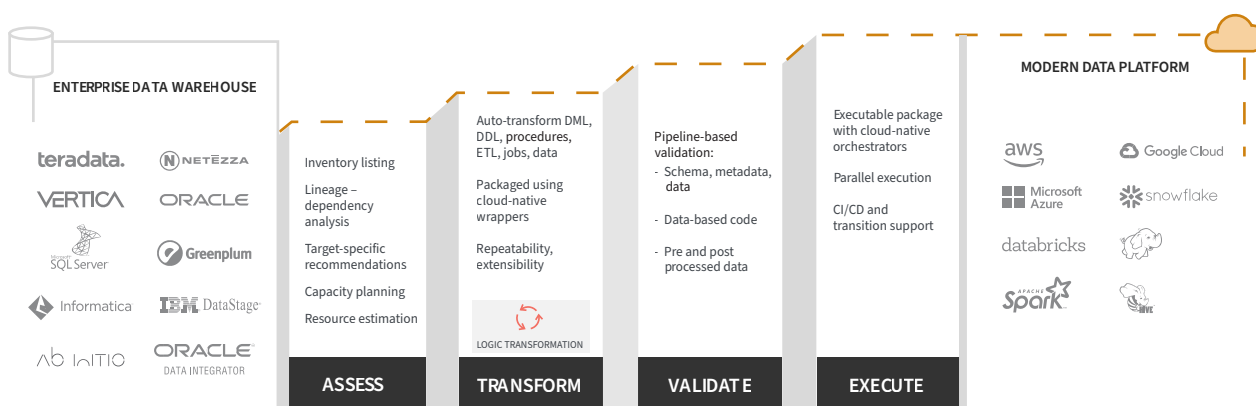 ENTERPRISE DATA WAREHOUSE
teradata.
NETEZZA
VERTICA
ORACLE
Microsoft
SQL Server
Greenplum
Informatica
IBM DataStage
Ab INITIO
ORACLE
DATA INTEGRATOR
Inventory listing
Lineage –
dependency
analysis
Target-specific
recommendations
Capacity planning
Resource estimation
ASSESS
Auto-transform DML,
DDL, procedures,
ETL, jobs, data
Packaged using
cloud-native
wrappers
Repeatability,
extensibility
LOGIC TRANSFORMATION
TRANSFORM
Pipeline-based
validation:
- Schema, metadata,
data
- Data-based code
- Pre and post
processed data
VALIDATE
Executable package
with cloud-native
orchestrators
Parallel execution
CI/CD and
transition support
EXECUTE
MODERN DATA PLATFORM
aws
Google Cloud
Microsoft
Azure
snowflake
databricks
APACHE
Spark
HIVE